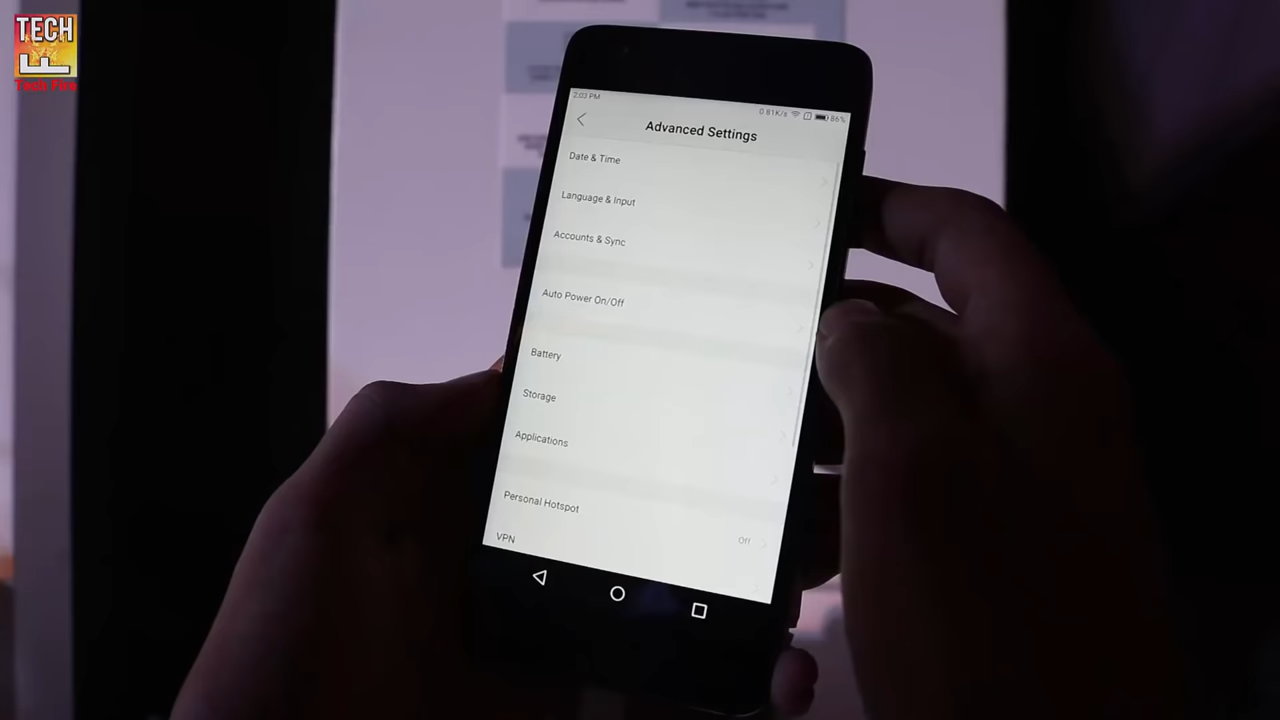 TECH
F
Tech Fire
2:03 PM
0.81K/s
86%
Advanced Settings
Date & Time
Language & Input
Accounts & Sync
Auto Power On/Off
Battery
Storage
Applications
Personal Hotspot
Off
VPN